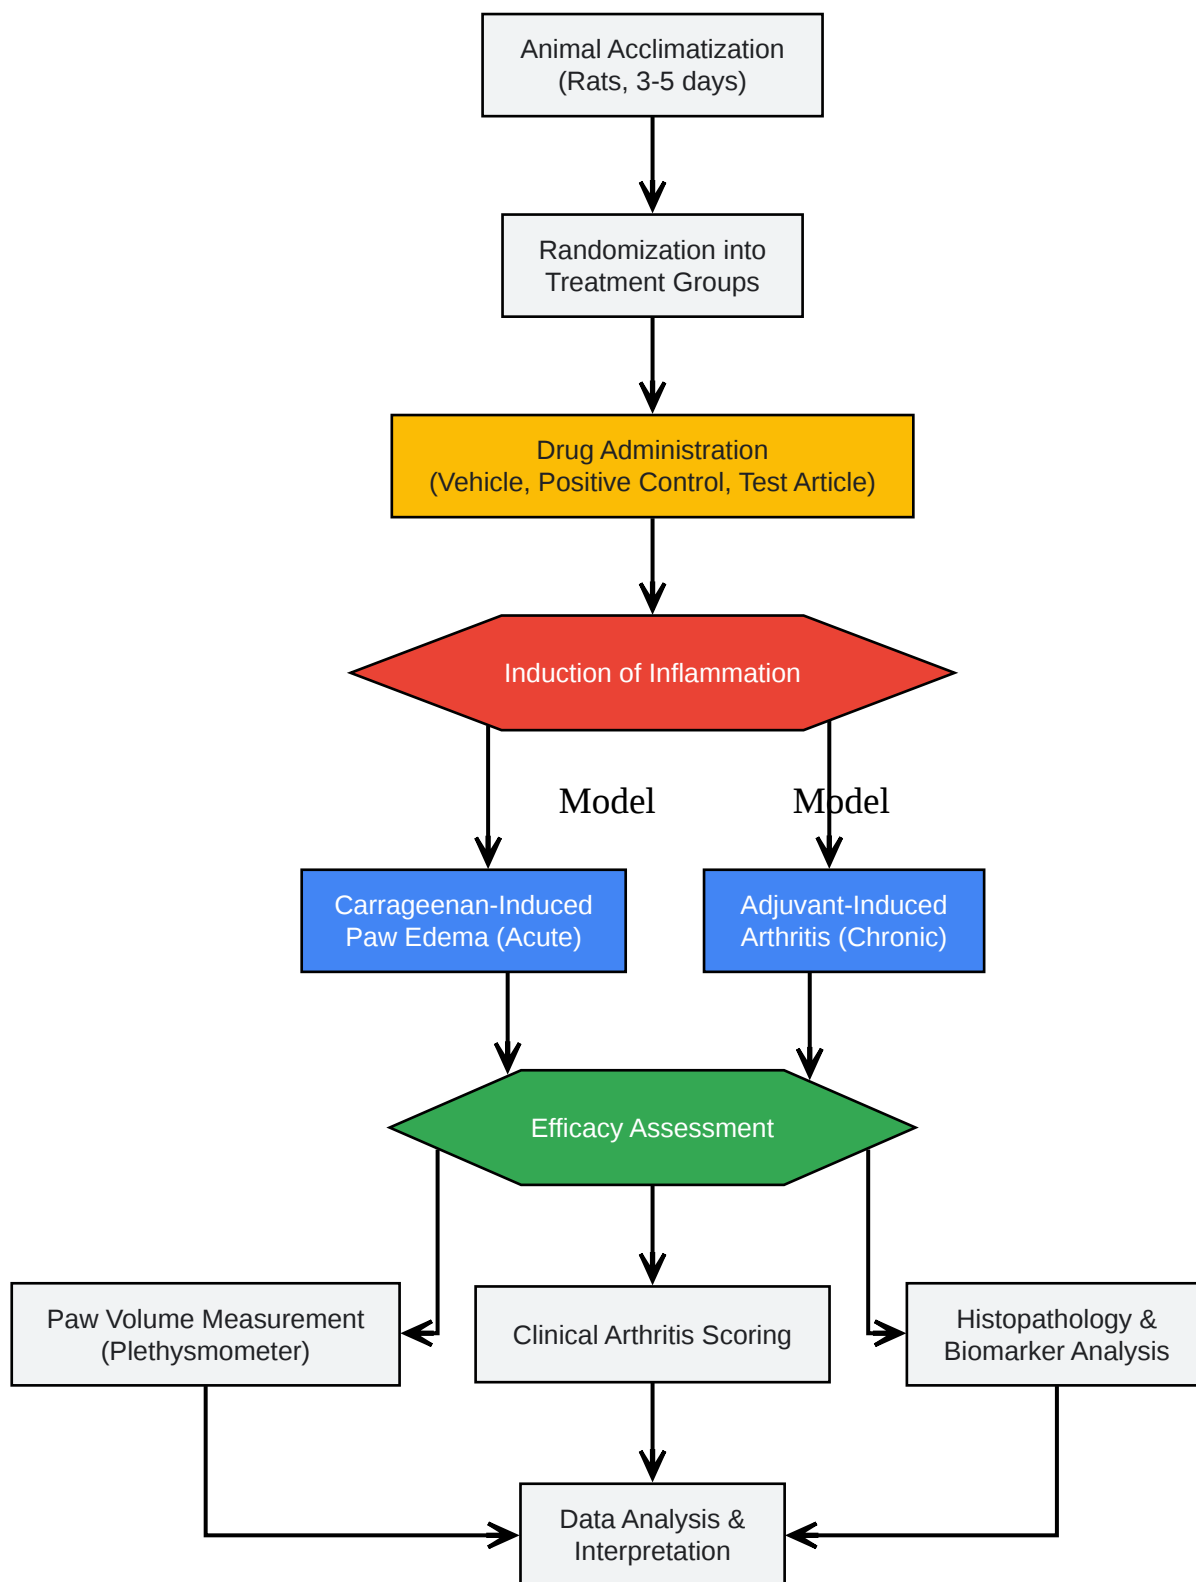 Animal Acclimatization
(Rats, 3-5 days)
Randomization into
Treatment Groups
Drug Administration
(Vehicle, Positive Control, Test Article)
Induction of Inflammation
Model
Model
Carrageenan-Induced
Paw Edema (Acute)
Adjuvant-Induced
Arthritis (Chronic)
Efficacy Assessment
Paw Volume Measurement
(Plethysmometer)
Clinical Arthritis Scoring
Histopathology &
Biomarker Analysis
Data Analysis &
Interpretation